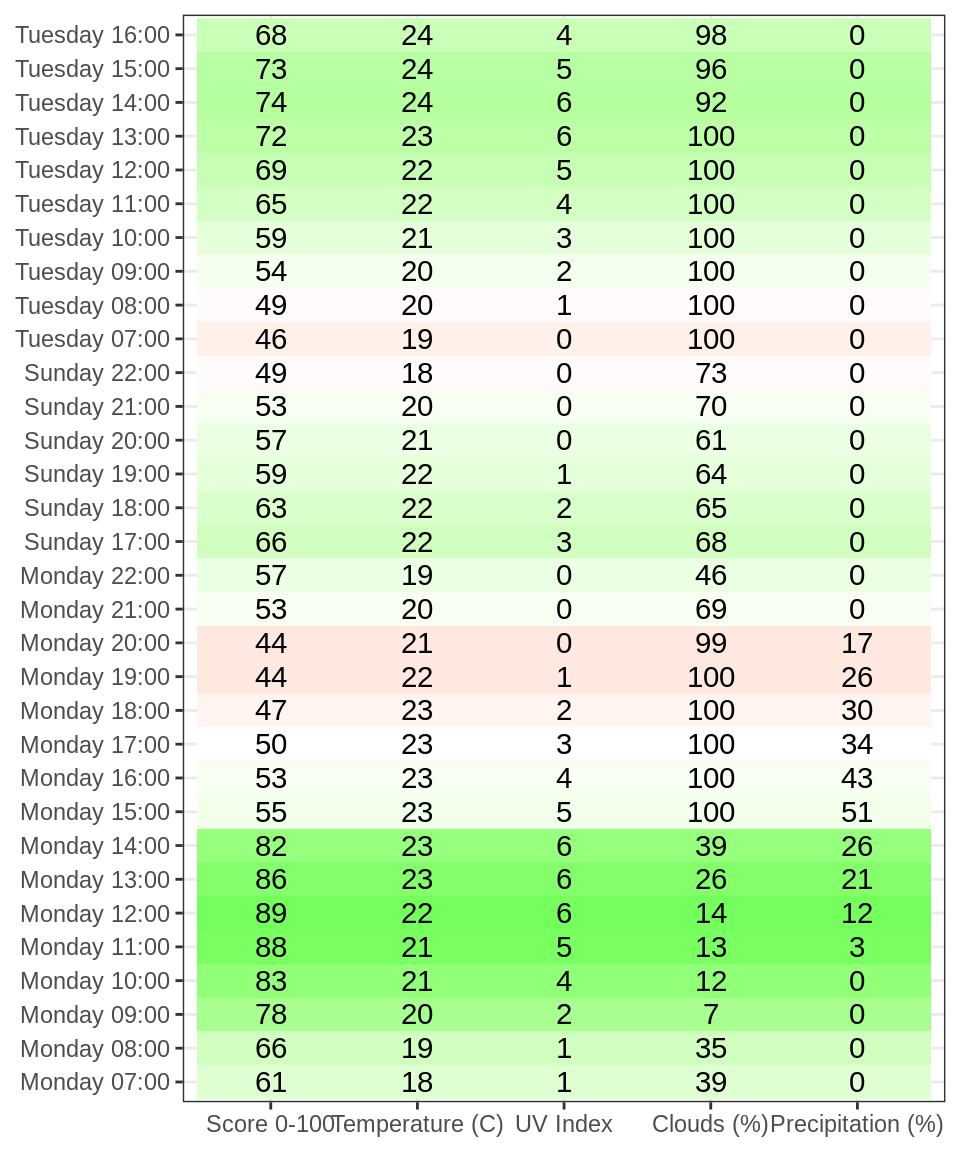 Tuesday 16:00 68 24 4 98 0
Tuesday 15:00 73 24 5 96 0
Tuesday 14:00 74 24 6 92 0
Tuesday 13:00 72 23 6 100 0
Tuesday 12:00 69 22 5 100 0
Tuesday 11:00 65 22 4 100 0
Tuesday 10:00 59 21 3 100 0
Tuesday 09:00 54 20 2 100 0
Tuesday 08:00 49 20 1 100 0
Tuesday 07:00 46 19 0 100 0
Sunday 22:00 49 18 0 73 0
Sunday 21:00 53 20 0 70 0
Sunday 20:00 57 21 0 61 0
Sunday 19:00 59 22 1 64 0
Sunday 18:00 63 22 2 65 0
Sunday 17:00 66 22 3 68 0
Monday 22:00 57 19 0 46 0
Monday 21:00 53 20 0 69 0
Monday 20:00 44 21 0 99 17
Monday 19:00 44 22 1 100 26
Monday 18:00 47 23 2 100 30
Monday 17:00 50 23 3 100 34
Monday 16:00 53 23 4 100 43
Monday 15:00 55 23 5 100 51
Monday 14:00 82 23 6 39 26
Monday 13:00 86 23 6 26 21
Monday 12:00 89 22 6 14 12
Monday 11:00 88 21 5 13 3
Monday 10:00 83 21 4 12 0
Monday 09:00 78 20 2 7 0
Monday 08:00 66 19 1 35 0
Monday 07:00 61 18 1 39 0
Score 0-100 Temperature (C) UV Index Clouds (%) Precipitation (%)